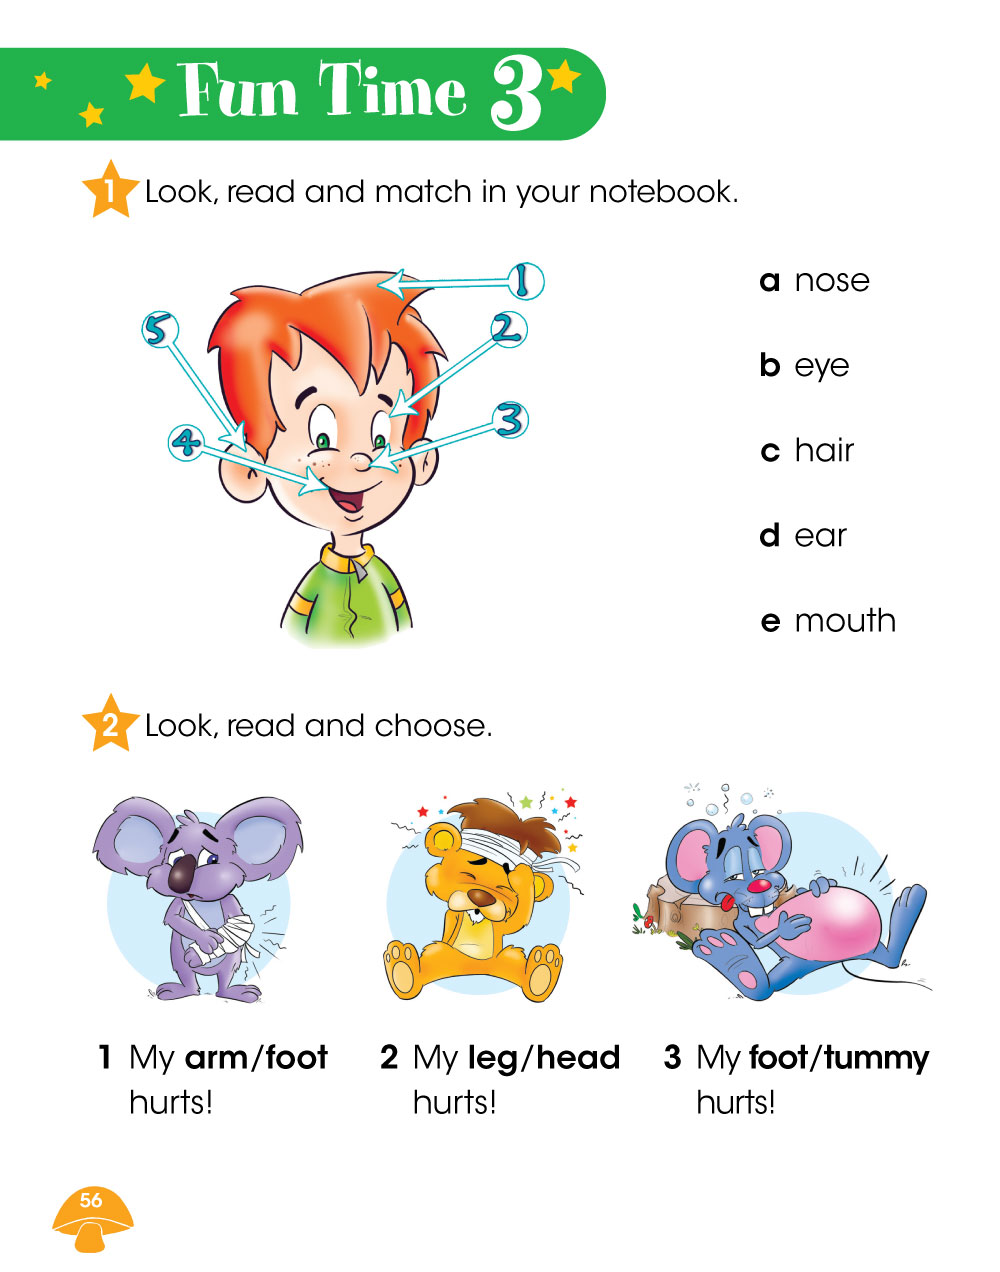 Fun Time 3
1 Look, read and match in your notebook.
1
2
3
4
5
a nose
b eye
c hair
d ear
e mouth
2 Look, read and choose.
1 My arm/foot
hurts!
2 My leg/head
hurts!
3 My foot/tummy
hurts!
56